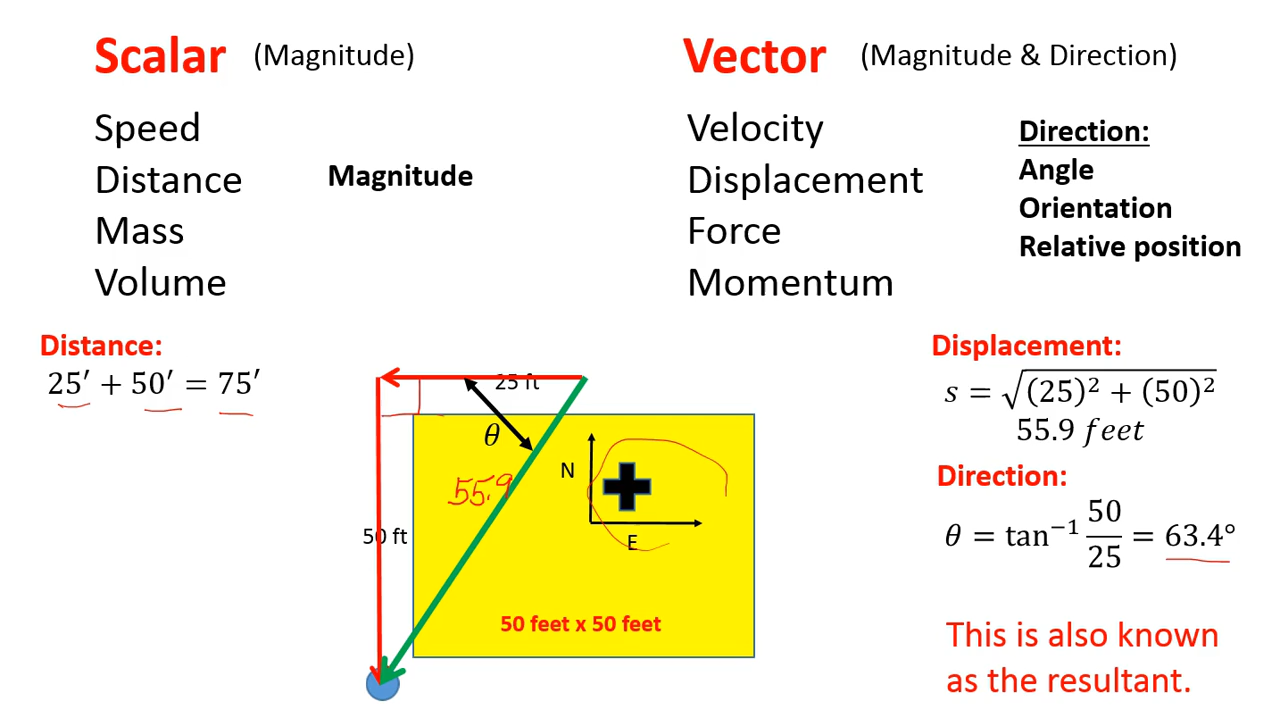 Scalar (Magnitude)
Speed
Distance
Mass
Volume
Magnitude
Vector (Magnitude & Direction)
Velocity
Displacement
Force
Momentum
Direction:
Angle
Orientation
Relative position
Distance:
25′ + 50′ = 75′
25 ft
θ
55.9
N
E
50 ft
50 feet x 50 feet
Displacement:
s = √(25)² + (50)²
55.9 feet
Direction:
θ = tan⁻¹ 50/25 = 63.4°
This is also known
as the resultant.